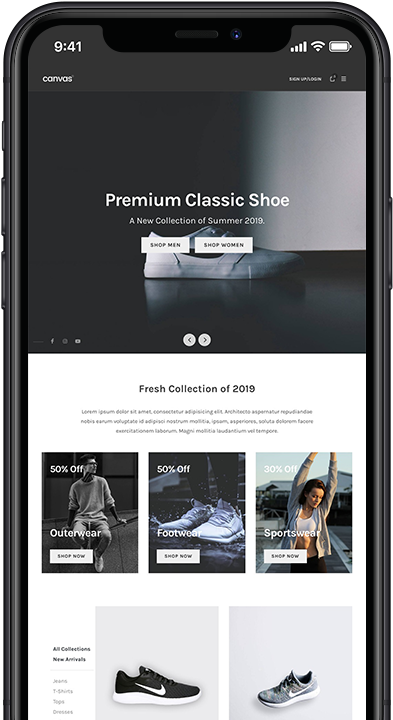 9:41
canvas
SIGN UP/LOGIN
Premium Classic Shoe
A New Collection of Summer 2019.
SHOP MEN
SHOP WOMEN
Fresh Collection of 2019
Lorem ipsum dolor sit amet, consectetur adipisicing elit. Architecto aspernatur repudiandae
nobis earum voluptate id adipisci nostrum mollitia, ipsam, asperiores, soluta dolorem facere
exercitationem laborum. Magni mollitia laudantium vel tempore.
50% Off
Outerwear
SHOP NOW
50% Off
Footwear
SHOP NOW
30% Off
Sportswear
SHOP NOW
All Collections
New Arrivals
Jeans
T-Shirts
Tops
Dresses